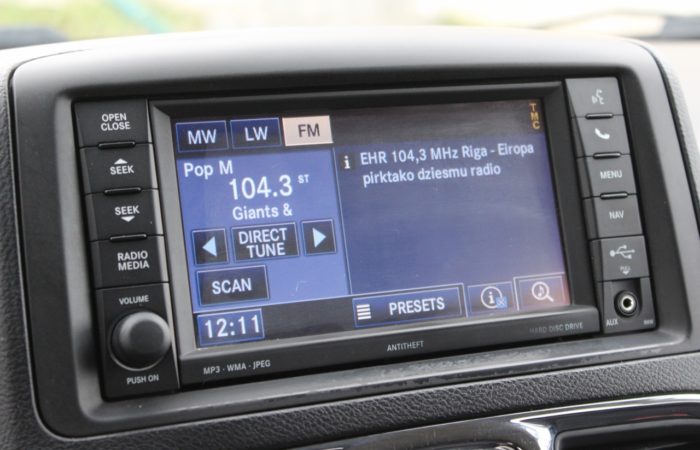 OPEN
CLOSE
SEEK
SEEK
RADIO
MEDIA
VOLUME
PUSH ON
MW LW FM
TMC
Pop M
104.3 ST
Giants &
DIRECT
TUNE
SCAN
12:11
i EHR 104,3 MHz Riga - Eiropa
pirktako dziesmu radio
PRESETS
i
MENU
NAV
AUX
MP3 · WMA · JPEG
ANTITHEFT
HARD DISC DRIVE